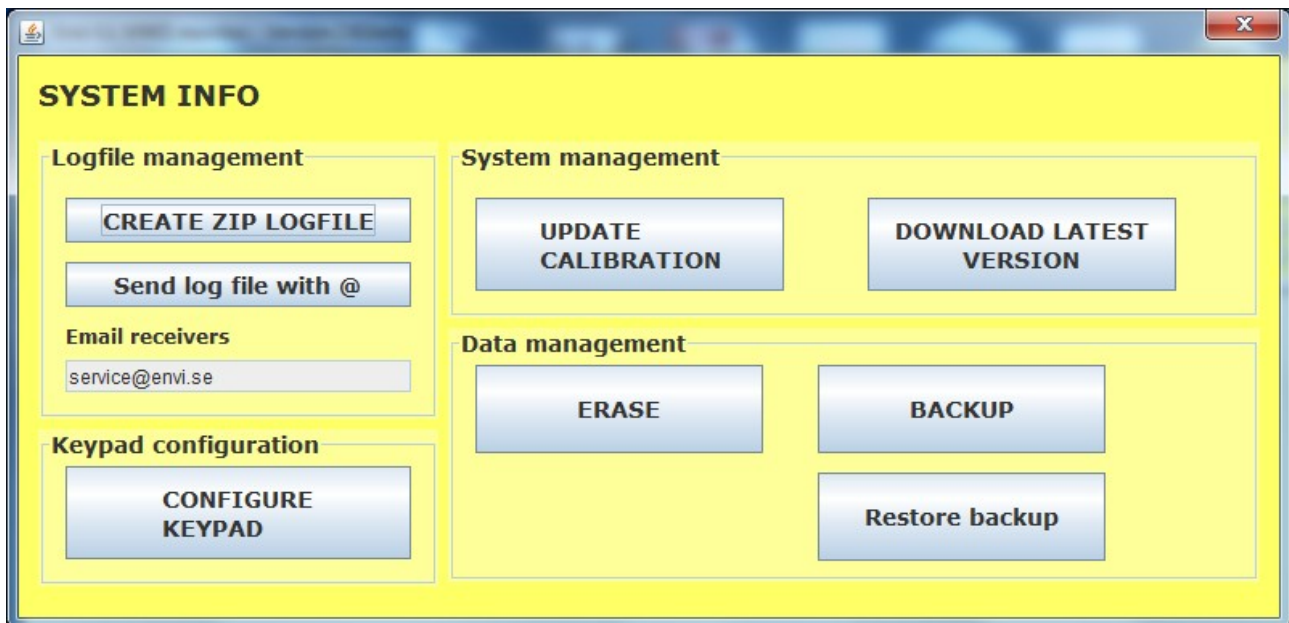 SYSTEM INFO
Logfile management
CREATE ZIP LOGFILE
Send log file with @
Email receivers
service@envi.se
Keypad configuration
CONFIGURE
KEYPAD
System management
UPDATE
CALIBRATION
DOWNLOAD LATEST
VERSION
Data management
ERASE
BACKUP
Restore backup